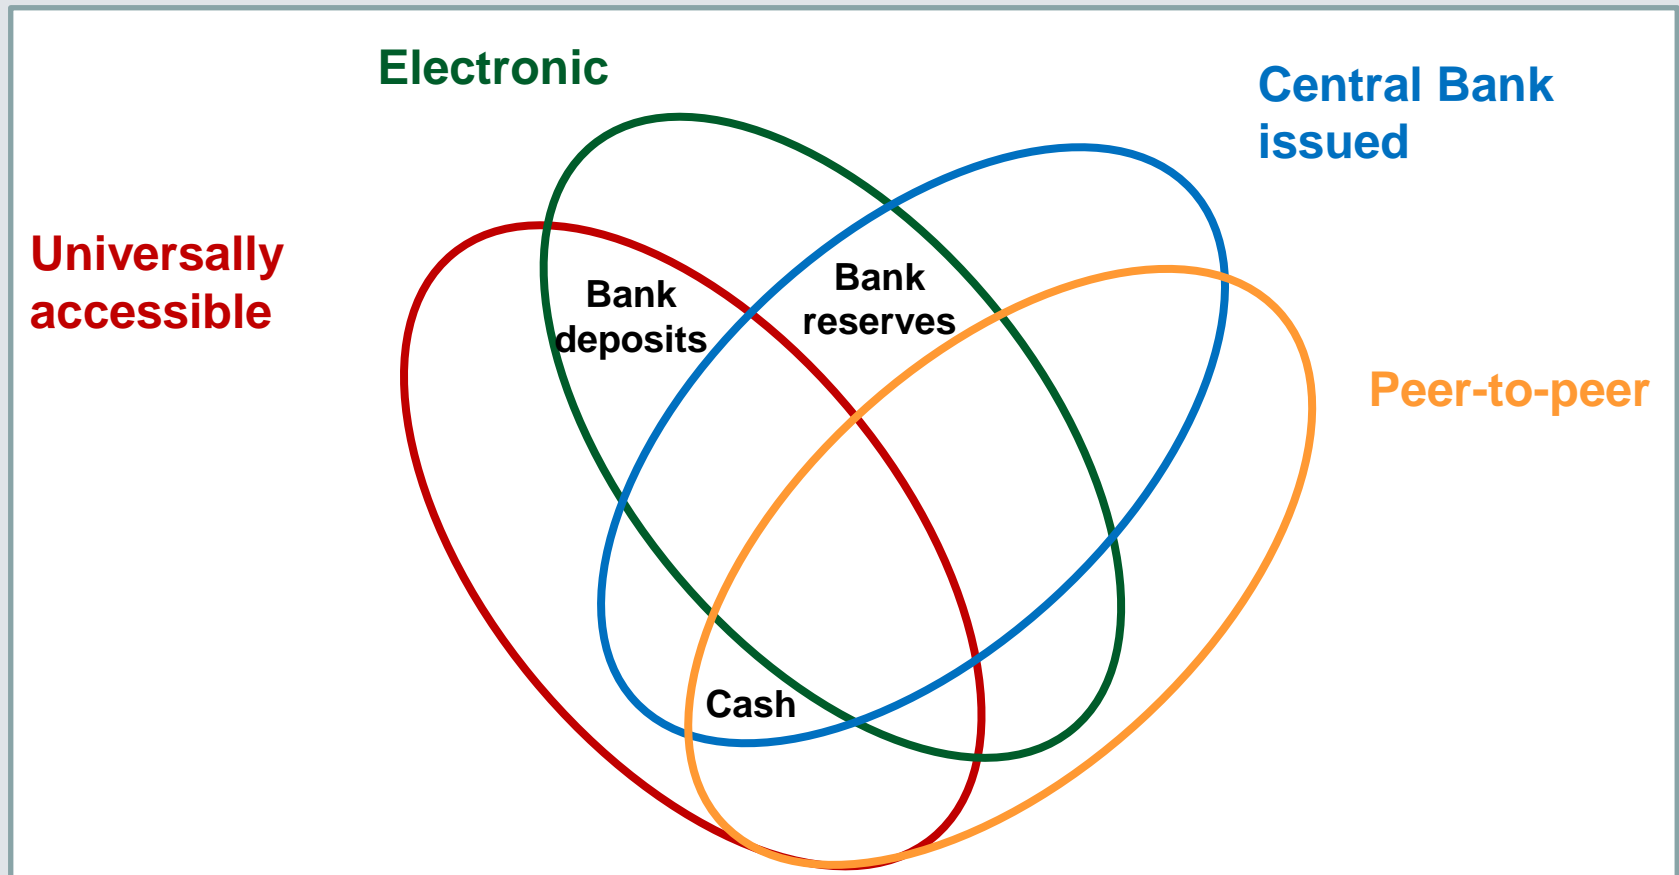 Electronic
Central Bank
issued
Universally
accessible
Bank
deposits
Bank
reserves
Peer-to-peer
Cash